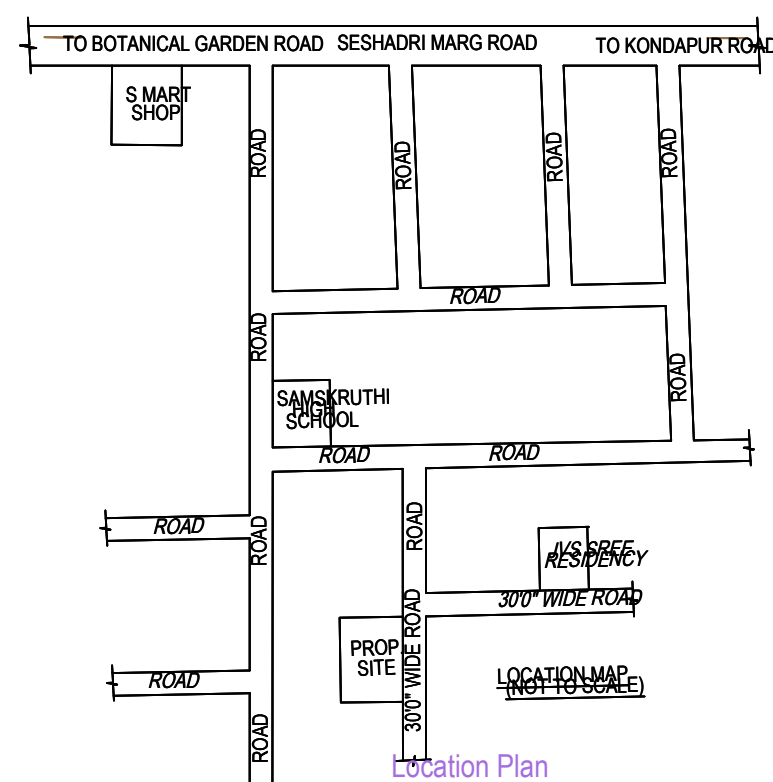 TO BOTANICAL GARDEN ROAD SESHADRI MARG ROAD TO KONDAPUR ROAD
S MART
SHOP
ROAD
ROAD
ROAD
ROAD
ROAD
ROAD
ROAD
SAMSKRUTHI
HIGH
SCHOOL
ROAD
ROAD
ROAD
ROAD
ROAD
ROAD
JVS SREE
RESIDENCY
30'0" WIDE ROAD
30'0" WIDE ROAD
PROP.
SITE
ROAD
LOCATION MAP
(NOT TO SCALE)
ROAD
Location Plan